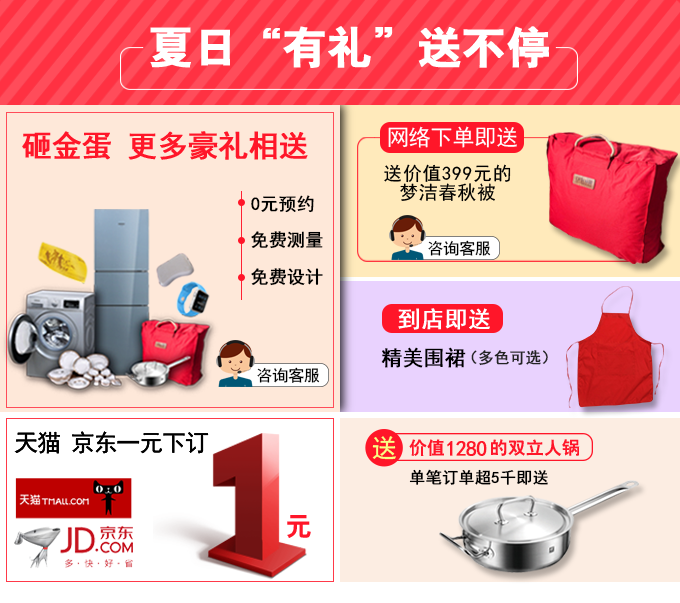 夏日“有礼”送不停
砸金蛋 更多豪礼相送
0元预约
免费测量
免费设计
咨询客服
网络下单即送
送价值399元的
梦洁春秋被
咨询客服
到店即送
精美围裙（多色可选）
天猫 京东一元下订
天猫 TMALL.COM
JD.京东
.COM
多·快·好·省
1元
送 价值1280的双立人锅
单笔订单超5千即送